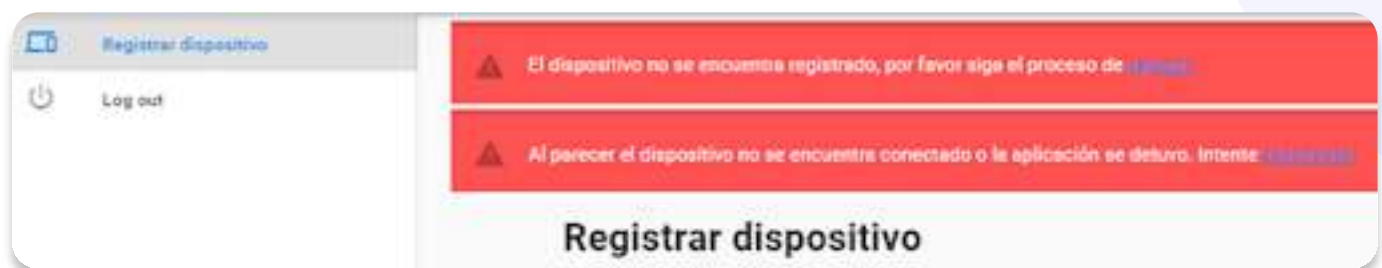 Registrar dispositivo
Log out
El dispositivo no se encuentra registrado, por favor siga el proceso de
Al parecer el dispositivo no se encuentra conectado o la aplicación se detuvo. Intente
Registrar dispositivo